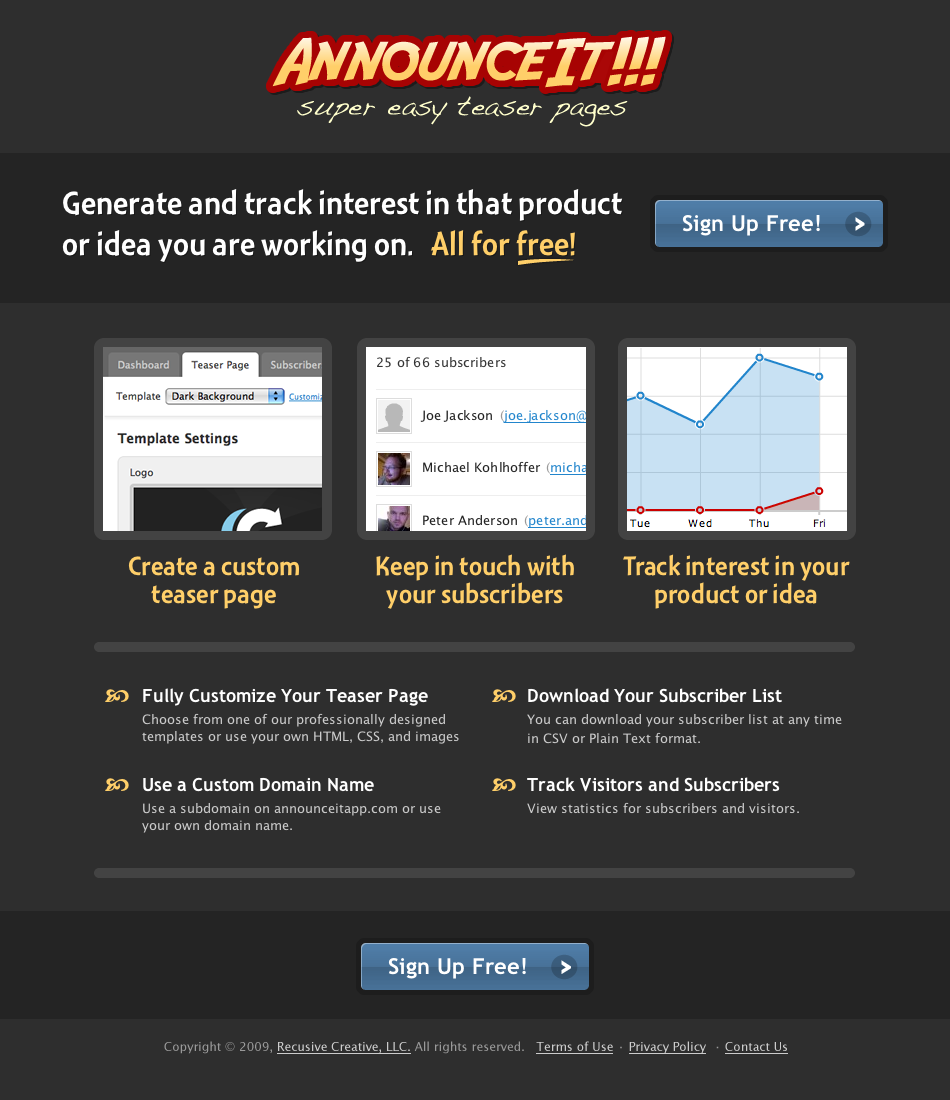 ANNOUNCEIT!!!
super easy teaser pages
Generate and track interest in that product
or idea you are working on. All for free!
Sign Up Free!
Dashboard Teaser Page Subscriber
Template Dark Background Customiz
Template Settings
Logo
25 of 66 subscribers
Joe Jackson (joe.jackson@
Michael Kohlhoffer (micha
Peter Anderson (peter.and
Tue Wed Thu Fri
Create a custom
teaser page
Keep in touch with
your subscribers
Track interest in your
product or idea
Fully Customize Your Teaser Page
Choose from one of our professionally designed
templates or use your own HTML, CSS, and images
Download Your Subscriber List
You can download your subscriber list at any time
in CSV or Plain Text format.
Use a Custom Domain Name
Use a subdomain on announceitapp.com or use
your own domain name.
Track Visitors and Subscribers
View statistics for subscribers and visitors.
Sign Up Free!
Copyright © 2009, Recusive Creative, LLC. All rights reserved. Terms of Use · Privacy Policy · Contact Us